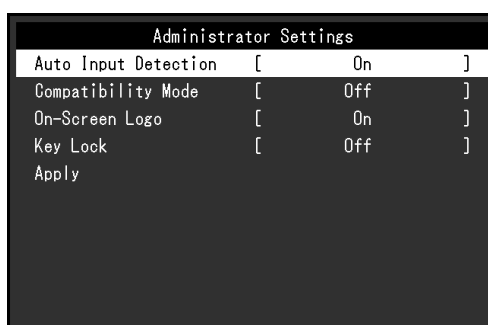 Administrator Settings
Auto Input Detection [ On ]
Compatibility Mode [ Off ]
On-Screen Logo [ On ]
Key Lock [ Off ]
Apply